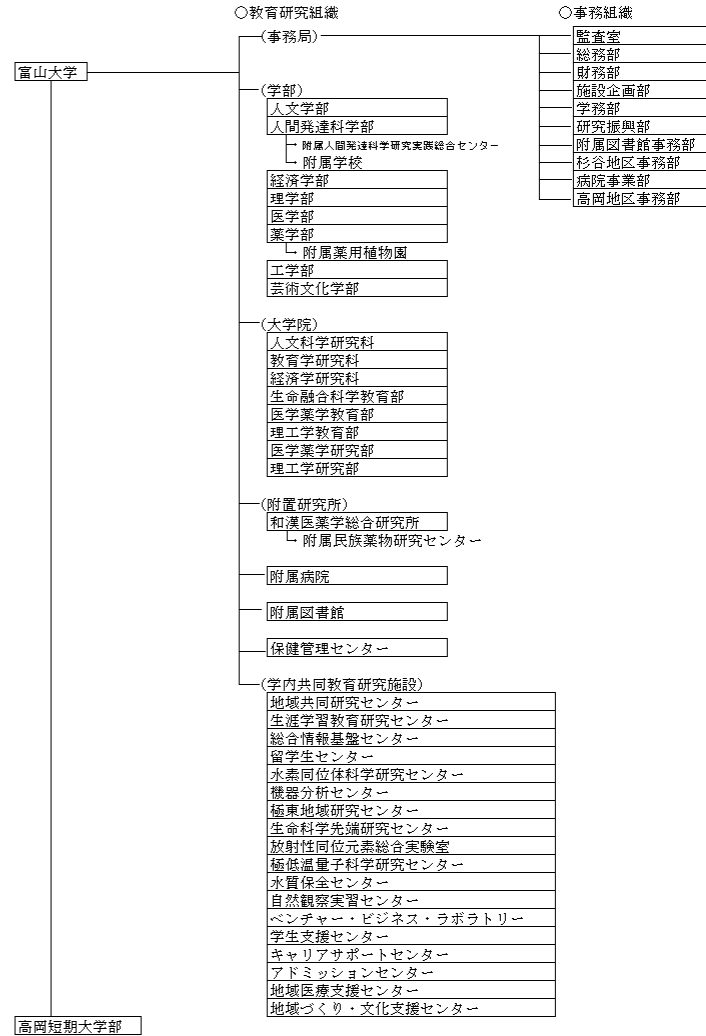 ○教育研究組織
○事務組織
富山大学
(事務局)
監査室
総務部
財務部
施設企画部
学務部
研究振興部
附属図書館事務部
杉谷地区事務部
病院事業部
高岡地区事務部
(学部)
人文学部
人間発達科学部
附属人間発達科学研究実践総合センター
附属学校
経済学部
理学部
医学部
薬学部
附属薬用植物園
工学部
芸術文化学部
(大学院)
人文科学研究科
教育学研究科
経済学研究科
生命融合科学教育部
医学薬学教育部
理工学教育部
医学薬学研究部
理工学研究部
(附置研究所)
和漢医薬学総合研究所
附属民族薬物研究センター
附属病院
附属図書館
保健管理センター
(学内共同教育研究施設)
地域共同研究センター
生涯学習教育研究センター
総合情報基盤センター
留学生センター
水素同位体科学研究センター
機器分析センター
極東地域研究センター
生命科学先端研究センター
放射性同位元素総合実験室
極低温量子科学研究センター
水質保全センター
自然観察実習センター
ベンチャー・ビジネス・ラボラトリー
学生支援センター
キャリアサポートセンター
アドミッションセンター
地域医療支援センター
地域づくり・文化支援センター
高岡短期大学部